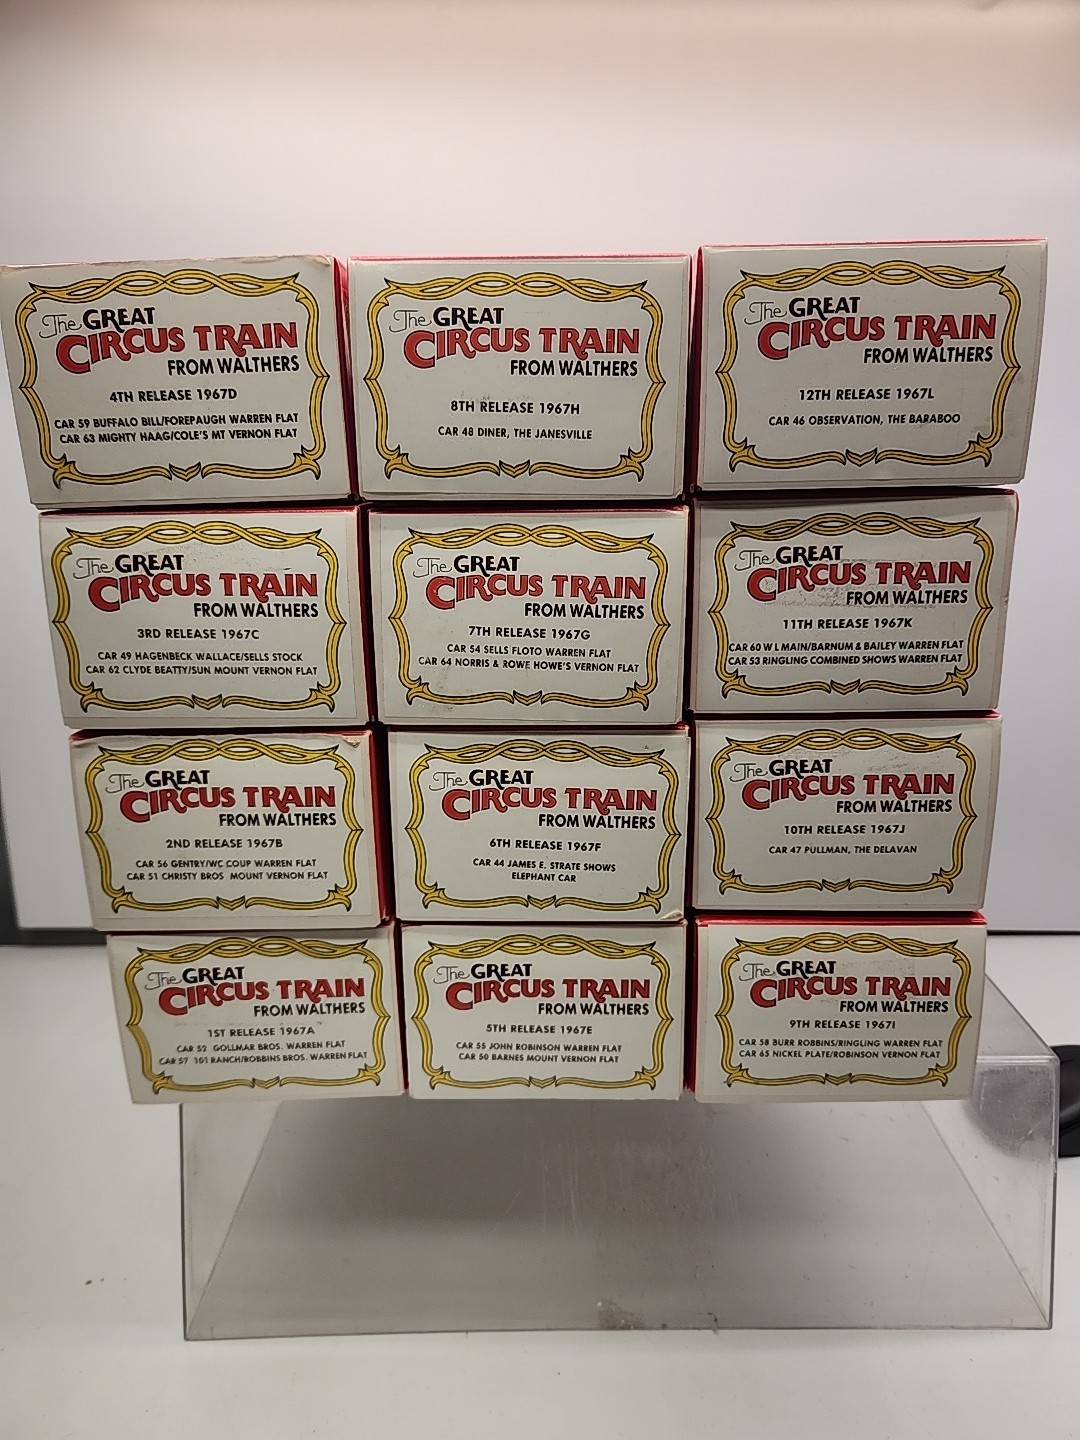 The GREAT
CIRCUS TRAIN
FROM WALTHERS
4TH RELEASE 1967D
CAR 59 BUFFALO BILL/FOREPAUGH WARREN FLAT
CAR 63 MIGHTY HAAG/COLE'S MT VERNON FLAT
The GREAT
CIRCUS TRAIN
FROM WALTHERS
8TH RELEASE 1967H
CAR 48 DINER, THE JANESVILLE
The GREAT
CIRCUS TRAIN
FROM WALTHERS
12TH RELEASE 1967L
CAR 46 OBSERVATION, THE BARABOO
The GREAT
CIRCUS TRAIN
FROM WALTHERS
3RD RELEASE 1967C
CAR 49 HAGENBECK WALLACE/SELLS STOCK
CAR 62 CLYDE BEATTY/SUN MOUNT VERNON FLAT
The GREAT
CIRCUS TRAIN
FROM WALTHERS
7TH RELEASE 1967G
CAR 54 SELLS FLOTO WARREN FLAT
CAR 64 NORRIS & ROWE HOWE'S VERNON FLAT
The GREAT
CIRCUS TRAIN
FROM WALTHERS
11TH RELEASE 1967K
CAR 60 W L MAIN/BARNUM & BAILEY WARREN FLAT
CAR 53 RINGLING COMBINED SHOWS WARREN FLAT
The GREAT
CIRCUS TRAIN
FROM WALTHERS
2ND RELEASE 1967B
CAR 56 GENTRY/WC COUP WARREN FLAT
CAR 51 CHRISTY BROS MOUNT VERNON FLAT
The GREAT
CIRCUS TRAIN
FROM WALTHERS
6TH RELEASE 1967F
CAR 44 JAMES E. STRATE SHOWS
ELEPHANT CAR
The GREAT
CIRCUS TRAIN
FROM WALTHERS
10TH RELEASE 1967J
CAR 47 PULLMAN, THE DELAVAN
The GREAT
CIRCUS TRAIN
FROM WALTHERS
1ST RELEASE 1967A
CAR 52 GOLLMAR BROS. WARREN FLAT
CAR 57 101 RANCH/ROBBINS BROS. WARREN FLAT
The GREAT
CIRCUS TRAIN
FROM WALTHERS
5TH RELEASE 1967E
CAR 55 JOHN ROBINSON WARREN FLAT
CAR 50 BARNES MOUNT VERNON FLAT
The GREAT
CIRCUS TRAIN
FROM WALTHERS
9TH RELEASE 1967I
CAR 58 BURR ROBBINS/RINGLING WARREN FLAT
CAR 65 NICKEL PLATE/ROBINSON VERNON FLAT